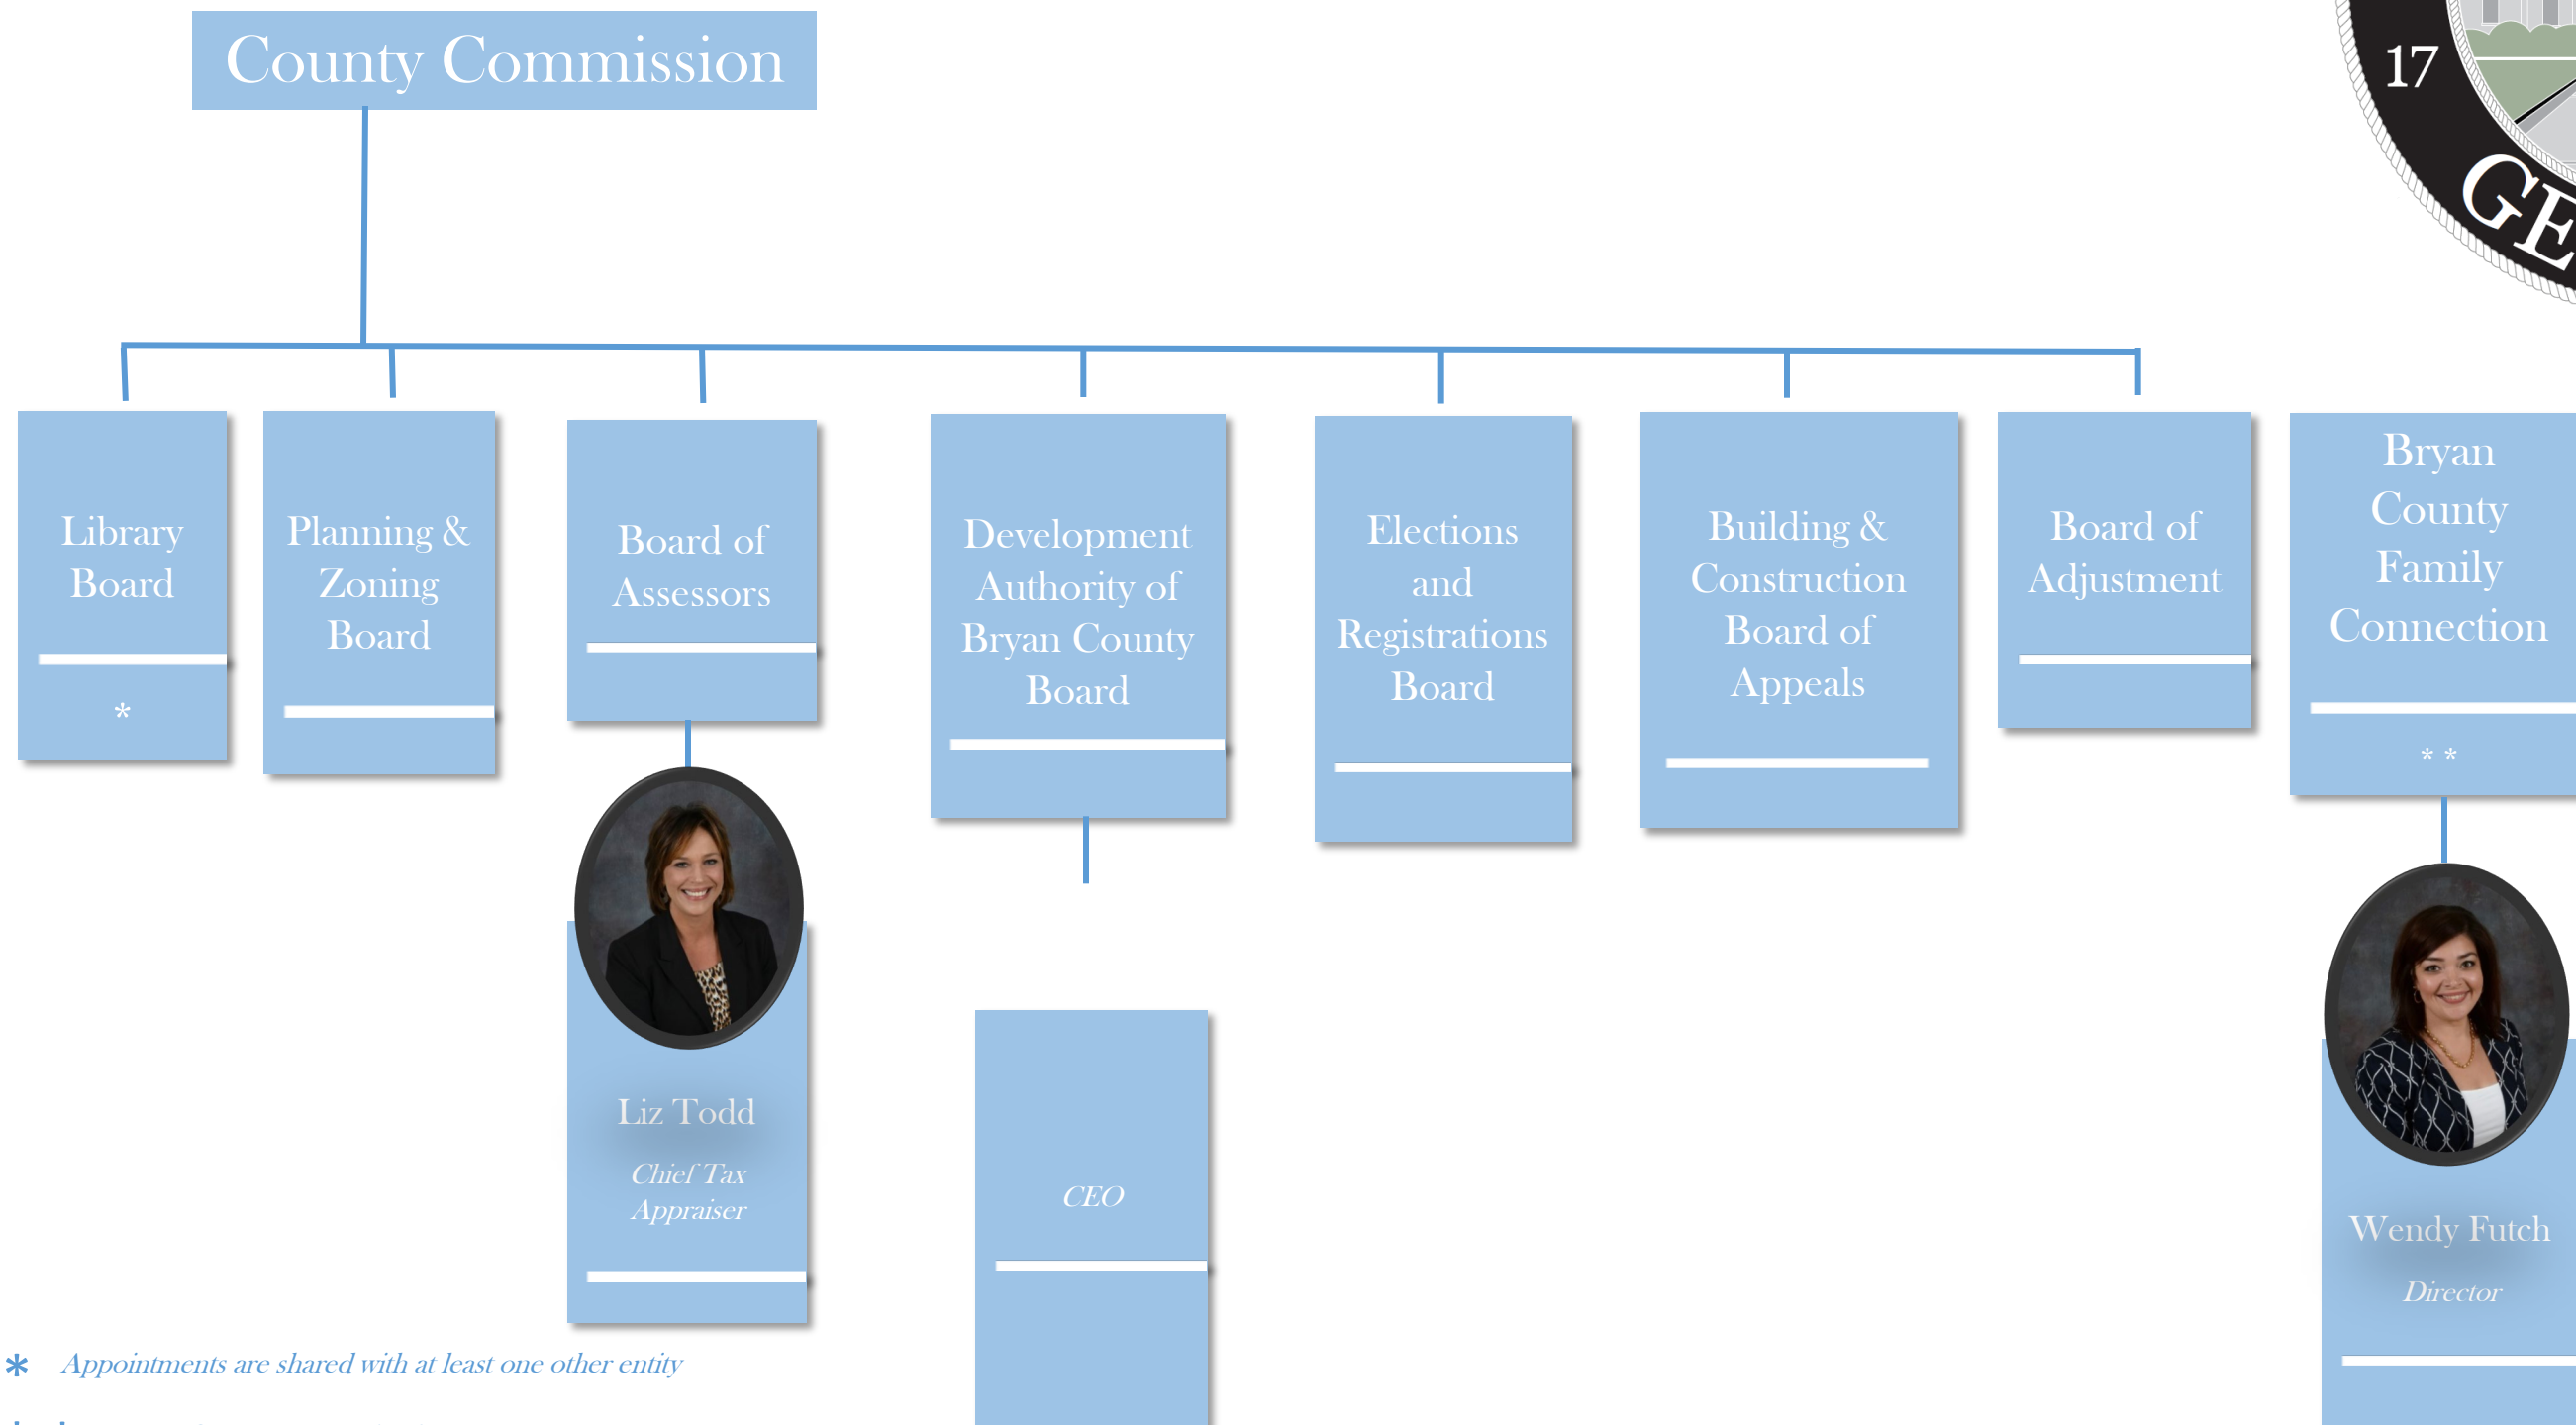 County Commission
17
GE
Library
Board
*
Planning &
Zoning
Board
Board of
Assessors
Development
Authority of
Bryan County
Board
Elections
and
Registrations
Board
Building &
Construction
Board of
Appeals
Board of
Adjustment
Bryan
County
Family
Connection
* *
Liz Todd
Chief Tax
Appraiser
CEO
Wendy Futch
Director
* Appointments are shared with at least one other entity